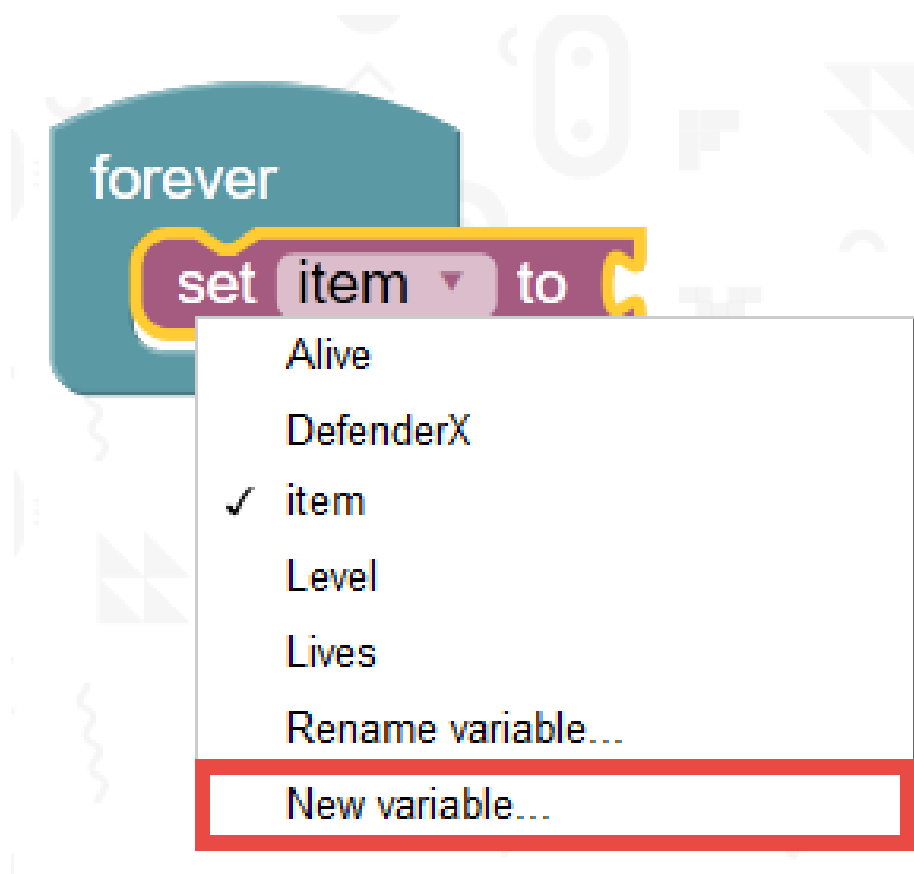 forever
set item ▼ to
Alive
DefenderX
✓ item
Level
Lives
Rename variable...
New variable...